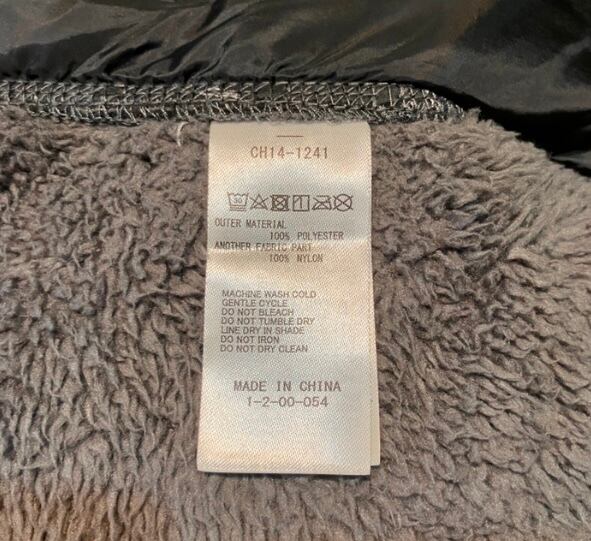 CH14-1241
30
OUTER MATERIAL
100% POLYESTER
ANOTHER FABRIC PART
100% NYLON
MACHINE WASH COLD
GENTLE CYCLE
DO NOT BLEACH
DO NOT TUMBLE DRY
LINE DRY IN SHADE
DO NOT IRON
DO NOT DRY CLEAN
MADE IN CHINA
1-2-00-054